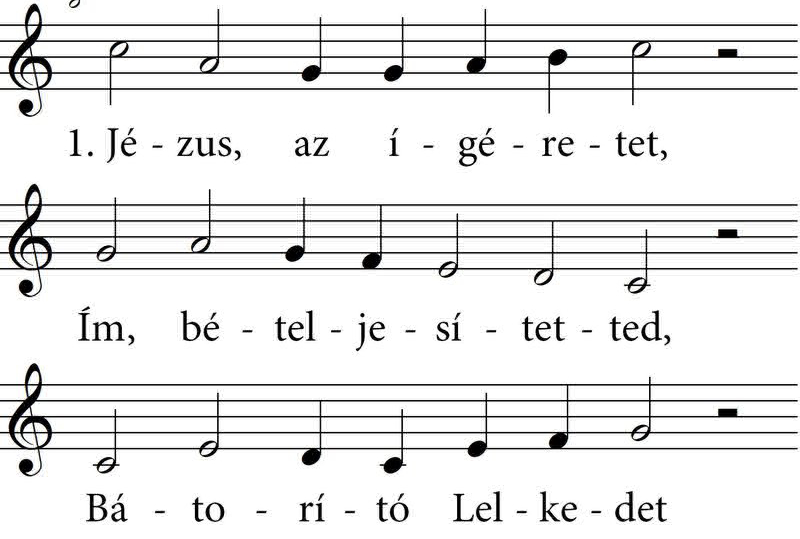 1. Jé - zus, az í - gé - re - tet,
Ím, bé - tel - je - sí - tet - ted,
Bá - to - rí - tó Lel - ke - det